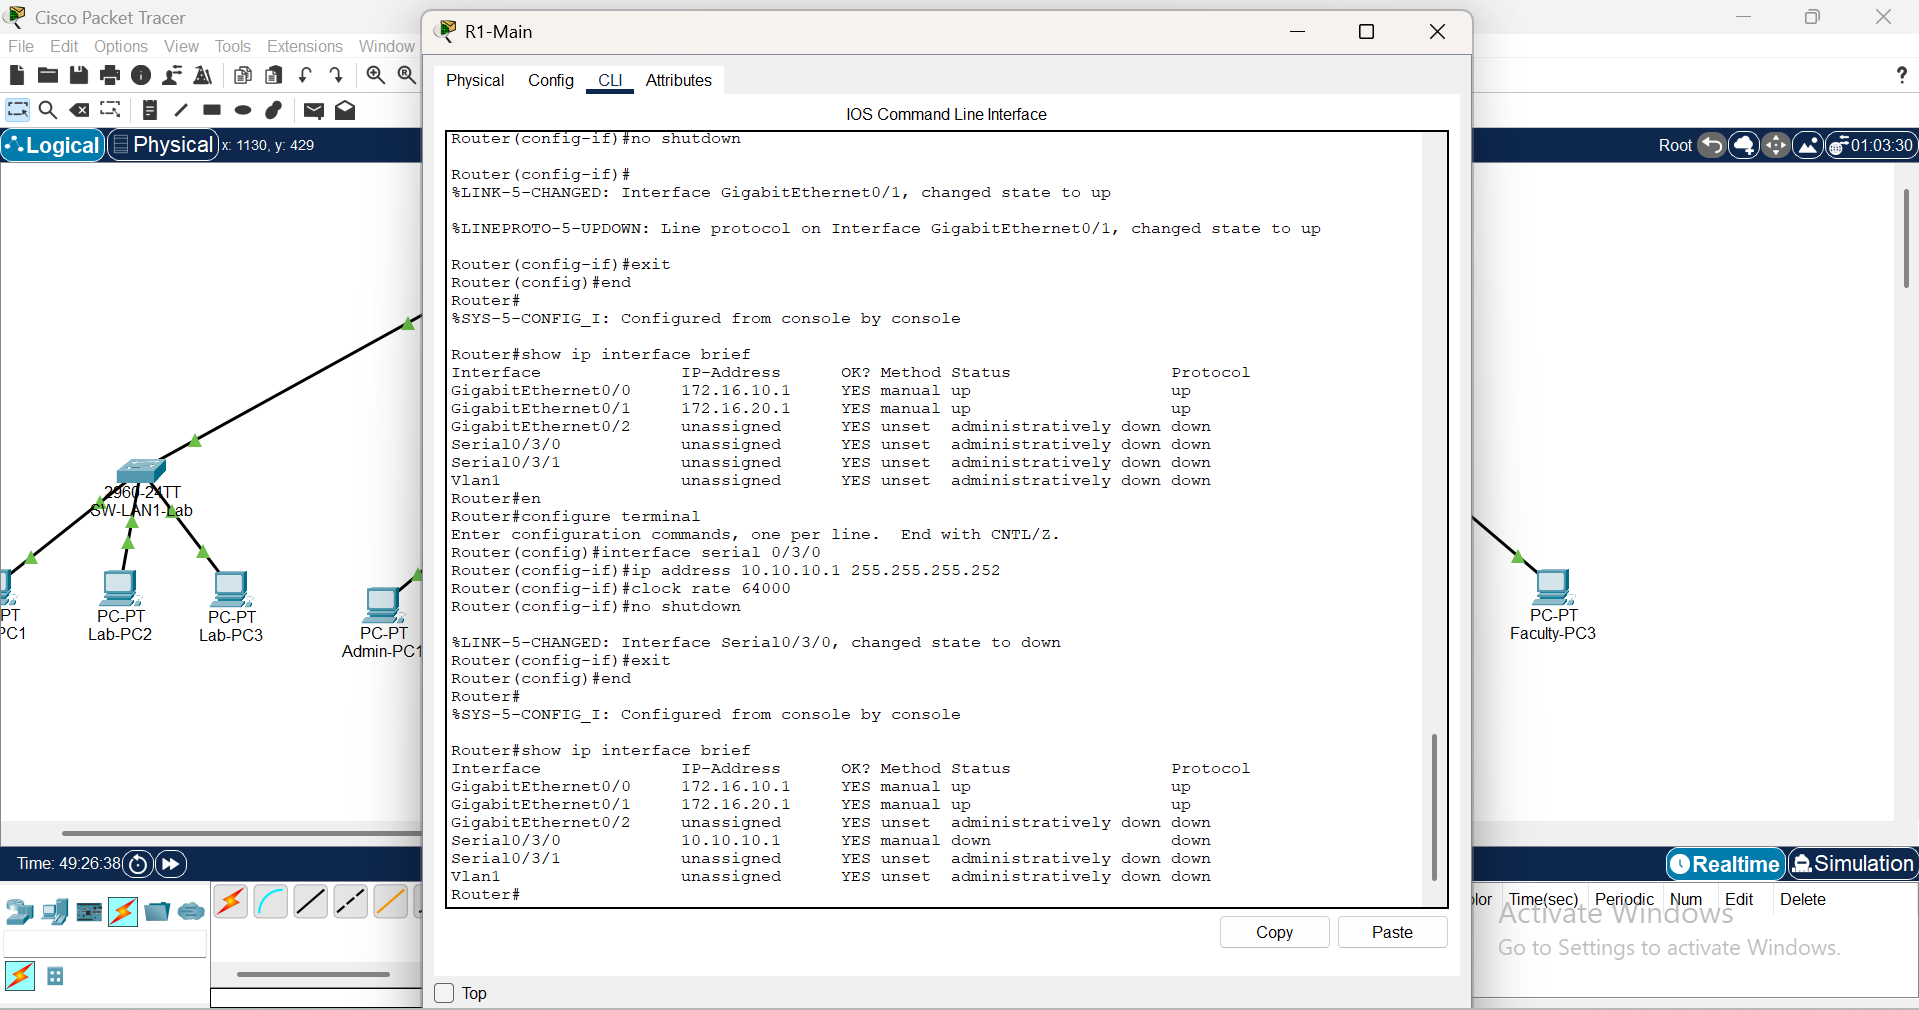 Cisco Packet Tracer
File Edit Options View Tools Extensions Window
Logical Physical x: 1130, y: 429
Root 01:03:30
R1-Main
Physical Config CLI Attributes
IOS Command Line Interface
Router(config-if)#no shutdown
Router(config-if)#
%LINK-5-CHANGED: Interface GigabitEthernet0/1, changed state to up
%LINEPROTO-5-UPDOWN: Line protocol on Interface GigabitEthernet0/1, changed state to up
Router(config-if)#exit
Router(config)#end
Router#
%SYS-5-CONFIG_I: Configured from console by console
Router#show ip interface brief
Interface IP-Address OK? Method Status Protocol
GigabitEthernet0/0 172.16.10.1 YES manual up up
GigabitEthernet0/1 172.16.20.1 YES manual up up
GigabitEthernet0/2 unassigned YES unset administratively down down
Serial0/3/0 unassigned YES unset administratively down down
Serial0/3/1 unassigned YES unset administratively down down
Vlan1 unassigned YES unset administratively down down
Router#en
Router#configure terminal
Enter configuration commands, one per line. End with CNTL/Z.
Router(config)#interface serial 0/3/0
Router(config-if)#ip address 10.10.10.1 255.255.255.252
Router(config-if)#clock rate 64000
Router(config-if)#no shutdown
%LINK-5-CHANGED: Interface Serial0/3/0, changed state to down
Router(config-if)#exit
Router(config)#end
Router#
%SYS-5-CONFIG_I: Configured from console by console
Router#show ip interface brief
Interface IP-Address OK? Method Status Protocol
GigabitEthernet0/0 172.16.10.1 YES manual up up
GigabitEthernet0/1 172.16.20.1 YES manual up up
GigabitEthernet0/2 unassigned YES unset administratively down down
Serial0/3/0 10.10.10.1 YES manual down down
Serial0/3/1 unassigned YES unset administratively down down
Vlan1 unassigned YES unset administratively down down
Router#
Copy Paste
Top
2960-24TT
SW-LAN1-Lab
PT
PC1
PC-PT
Lab-PC2
PC-PT
Lab-PC3
PC-PT
Admin-PC1
PC-PT
Faculty-PC3
Time: 49:26:38
Realtime Simulation
lor Time(sec) Periodic Num Edit Delete
Activate Windows
Go to Settings to activate Windows.